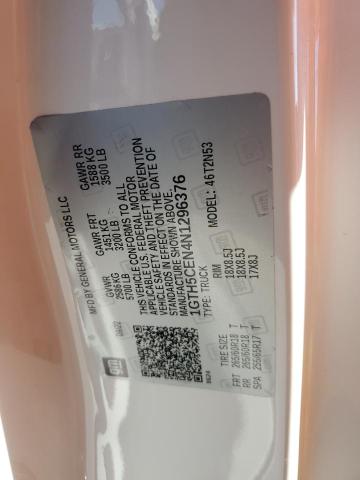 MFD BY GENERAL MOTORS LLC
GVWR GAWR FRT GAWR RR
2586 KG 1451 KG 1588 KG
5700 LB 3200 LB 3500 LB
THIS VEHICLE CONFORMS TO ALL
APPLICABLE U.S. FEDERAL MOTOR
VEHICLE SAFETY AND THEFT PREVENTION
STANDARDS IN EFFECT ON THE DATE OF
MANUFACTURE SHOWN ABOVE.
1GTH5CEN4N1296376
TYPE: TRUCK MODEL: 46T2N53
TIRE SIZE RIM
FRT 265/60R18 T 18X8.5J
RR 265/60R18 T 18X8.5J
SPA 255/65R17 T 17X8J